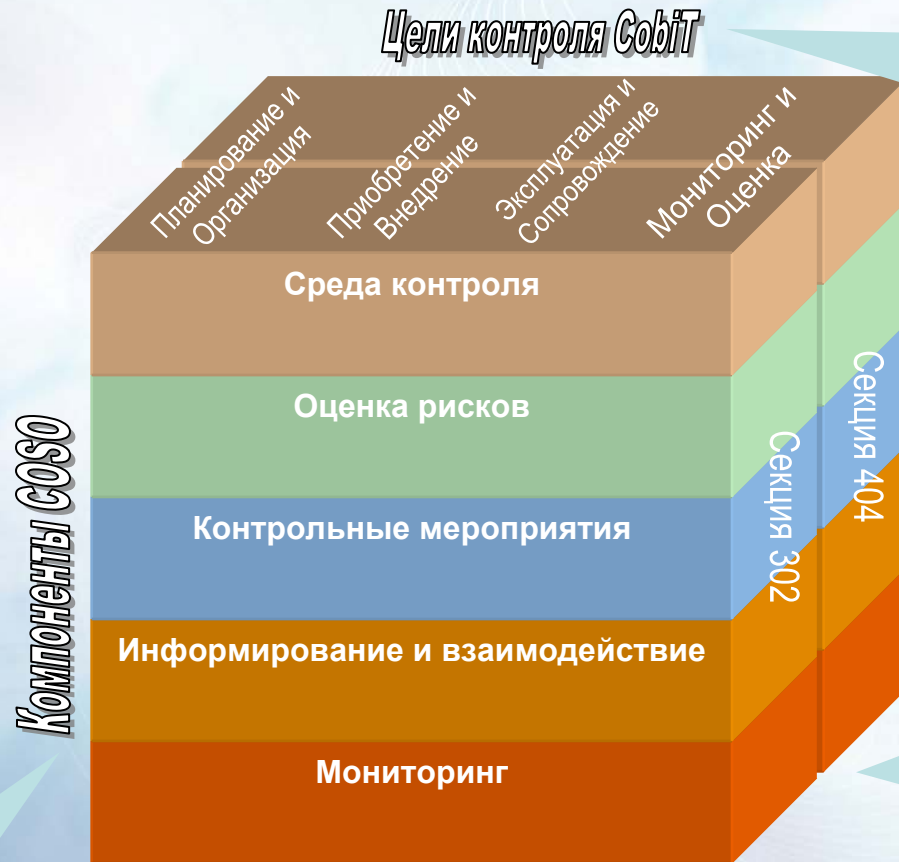 Цели контроля CobiT
Планирование и
Организация
Приобретение и
Внедрение
Эксплуатация и
Сопровождение
Мониторинг и
Оценка
Среда контроля
Оценка рисков
Контрольные мероприятия
Информирование и взаимодействие
Мониторинг
Компоненты COSO
Секция 302
Секция 404